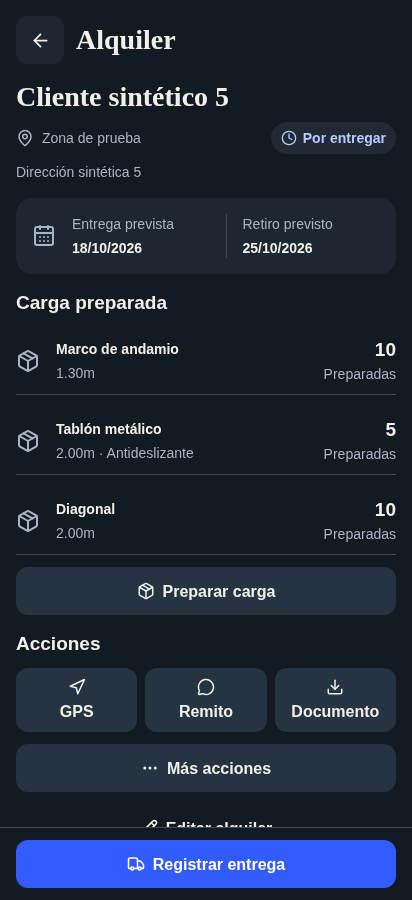 Alquiler
Cliente sintético 5
Zona de prueba
Por entregar
Dirección sintética 5
Entrega prevista
Retiro previsto
18/10/2026
25/10/2026
Carga preparada
Marco de andamio
10
1.30m
Preparadas
Tablón metálico
5
2.00m · Antideslizante
Preparadas
Diagonal
10
2.00m
Preparadas
Preparar carga
Acciones
GPS
Remito
Documento
Más acciones
Editar alquiler
Registrar entrega